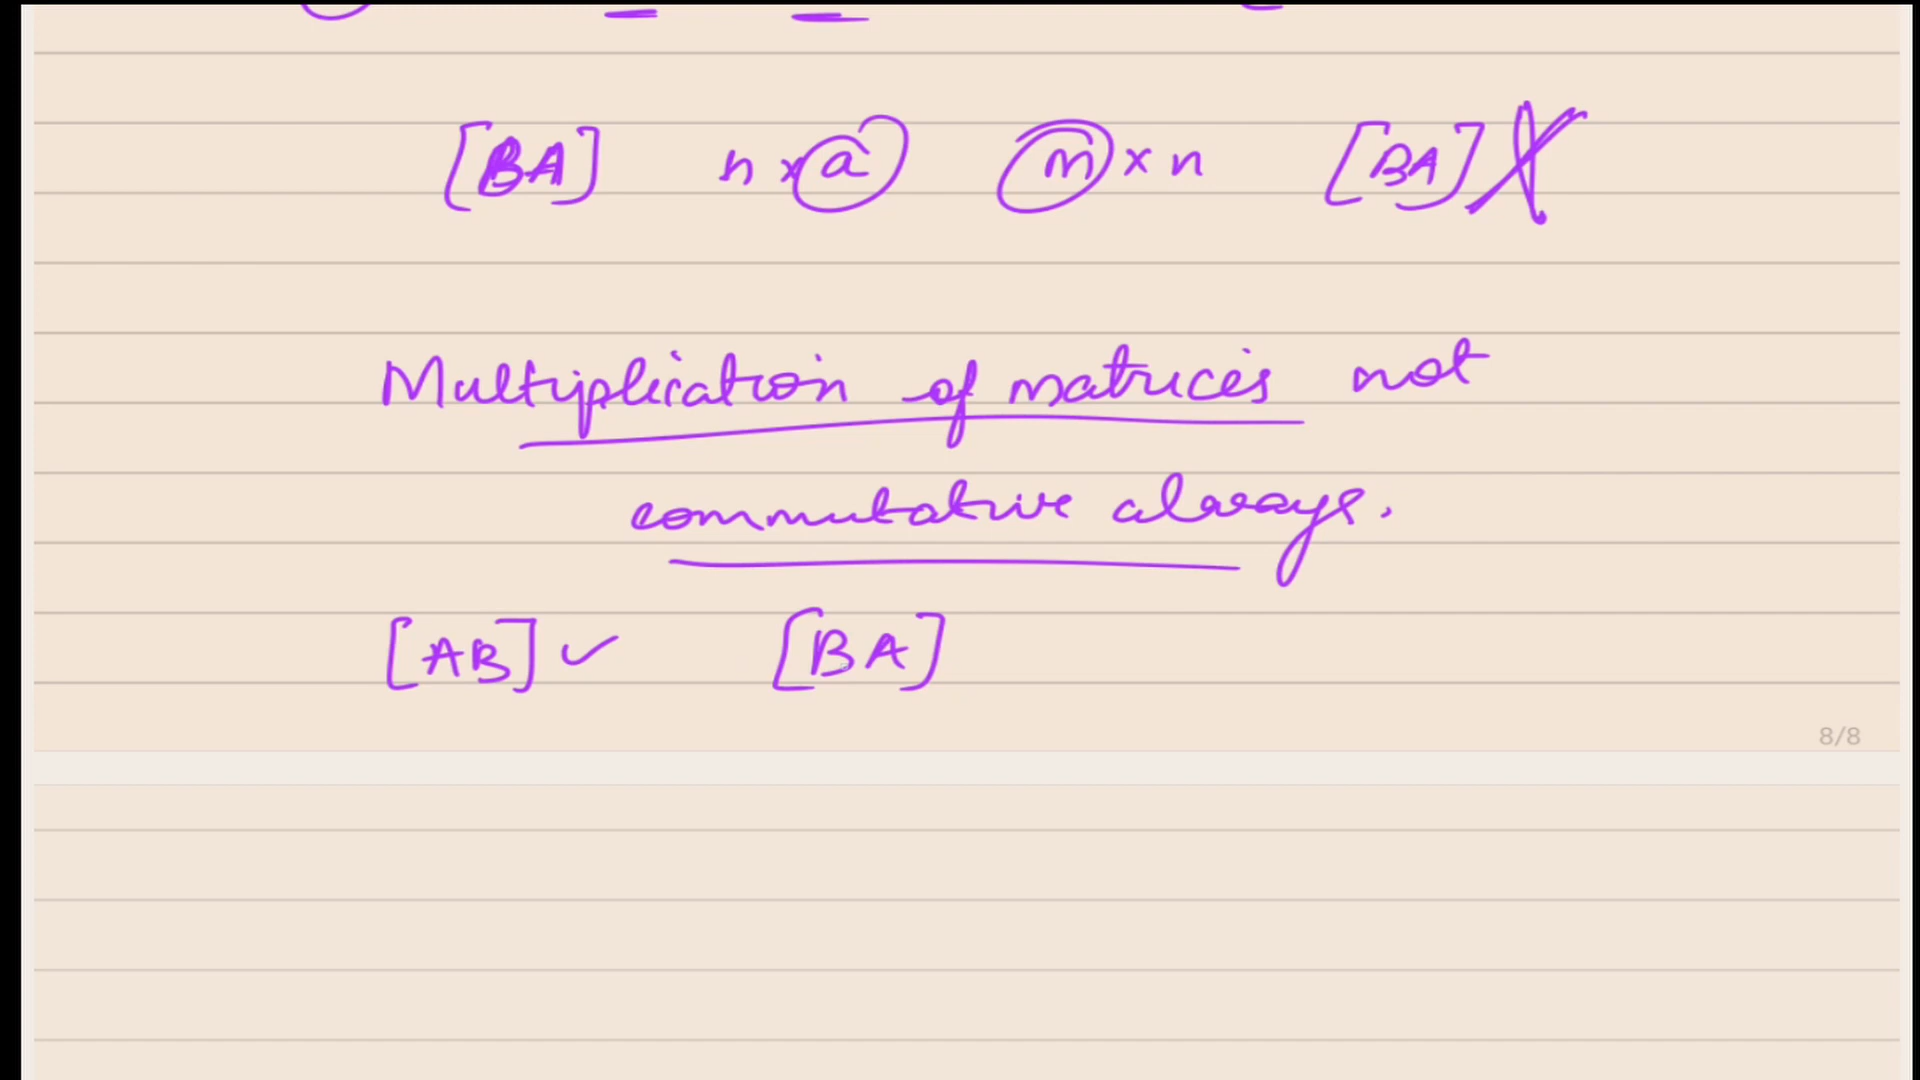 [BA] n × a m × n [BA] X
Multiplication of matrices not
commutative always.
[AB] ✓ [BA]
8/8